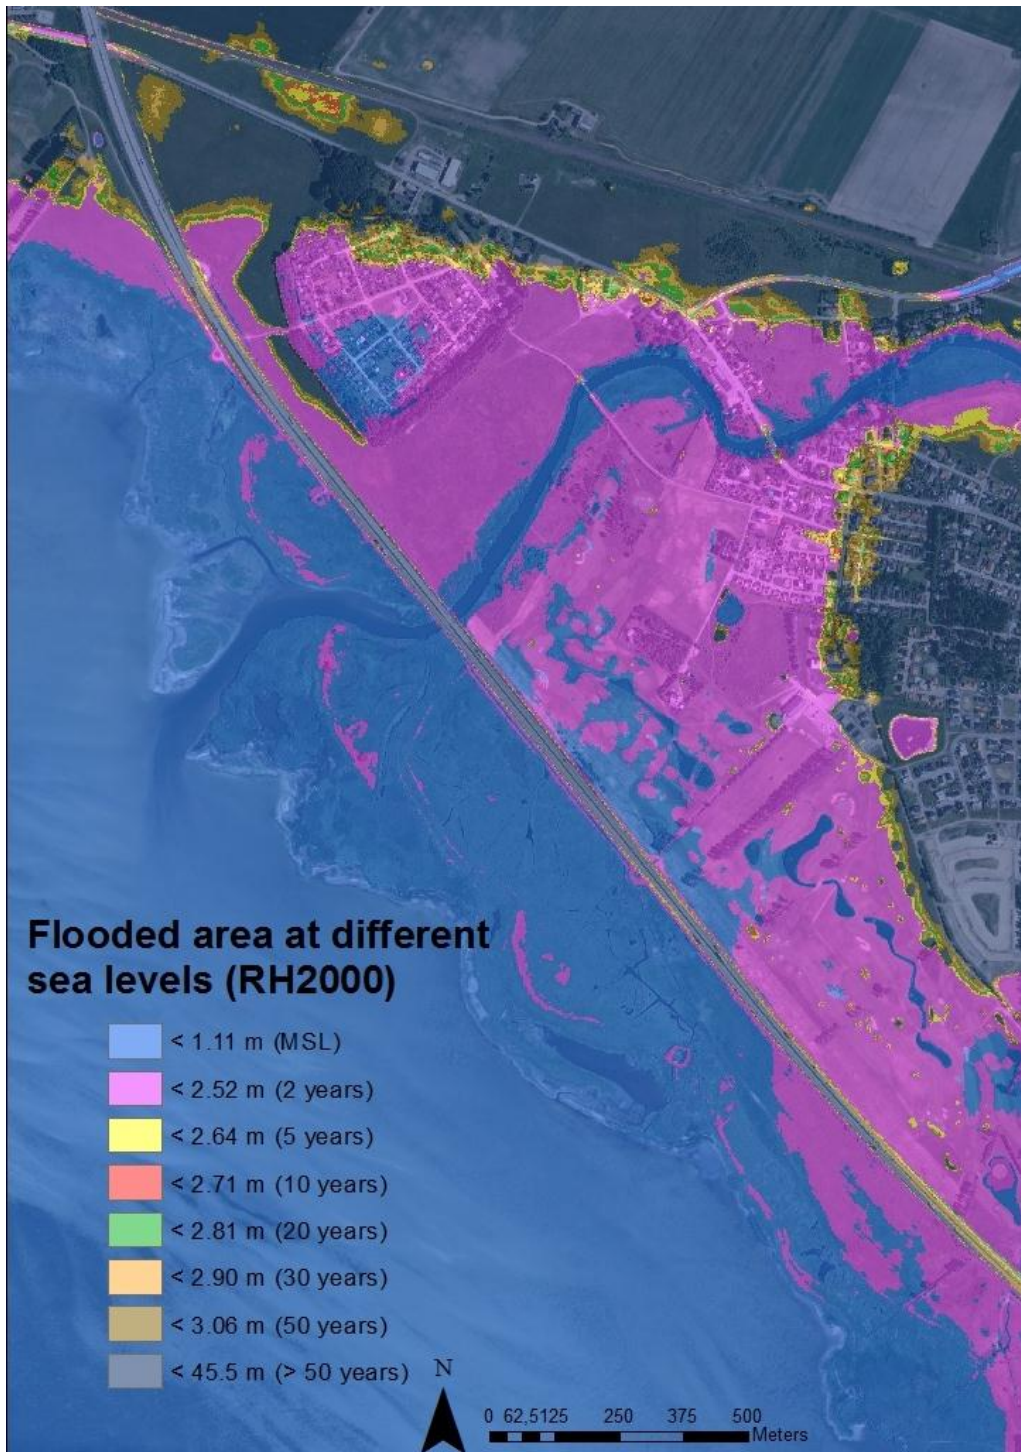 Flooded area at different
sea levels (RH2000)
< 1.11 m (MSL)
< 2.52 m (2 years)
< 2.64 m (5 years)
< 2.71 m (10 years)
< 2.81 m (20 years)
< 2.90 m (30 years)
< 3.06 m (50 years)
< 45.5 m (> 50 years)
N
0 62,5125 250 375 500
Meters